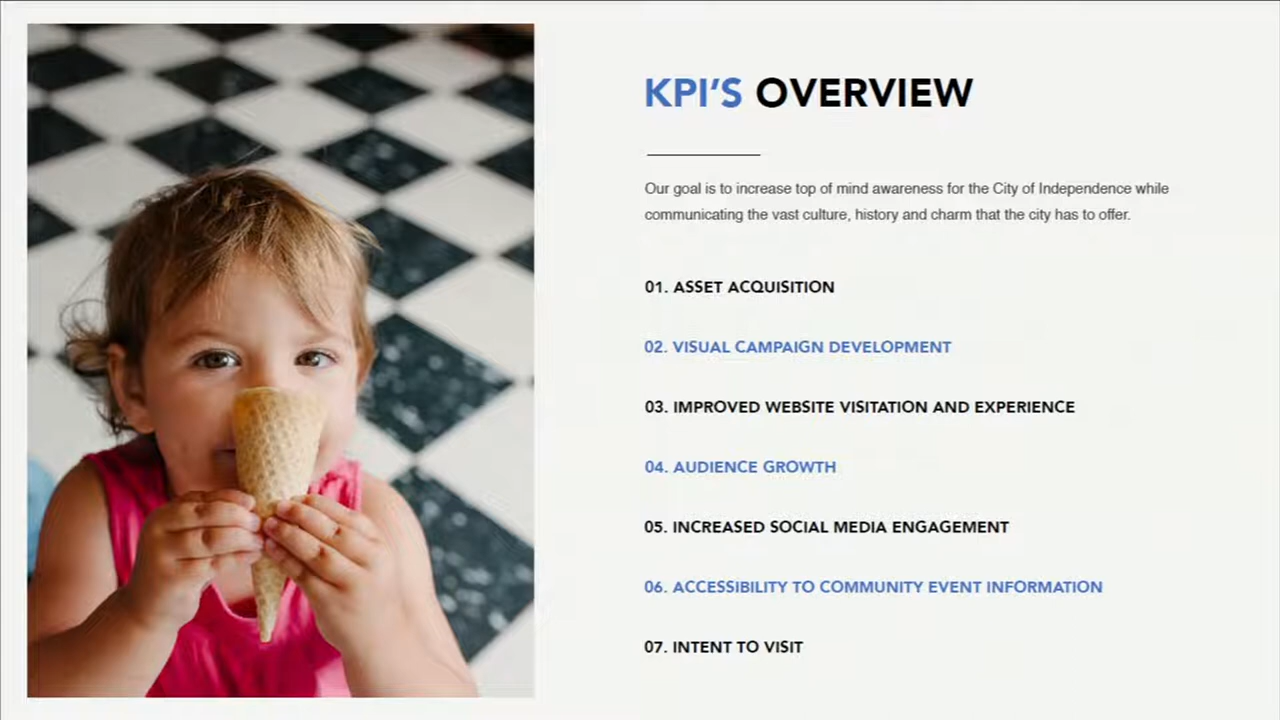 KPI’S OVERVIEW
Our goal is to increase top of mind awareness for the City of Independence while
communicating the vast culture, history and charm that the city has to offer.
01. ASSET ACQUISITION
02. VISUAL CAMPAIGN DEVELOPMENT
03. IMPROVED WEBSITE VISITATION AND EXPERIENCE
04. AUDIENCE GROWTH
05. INCREASED SOCIAL MEDIA ENGAGEMENT
06. ACCESSIBILITY TO COMMUNITY EVENT INFORMATION
07. INTENT TO VISIT